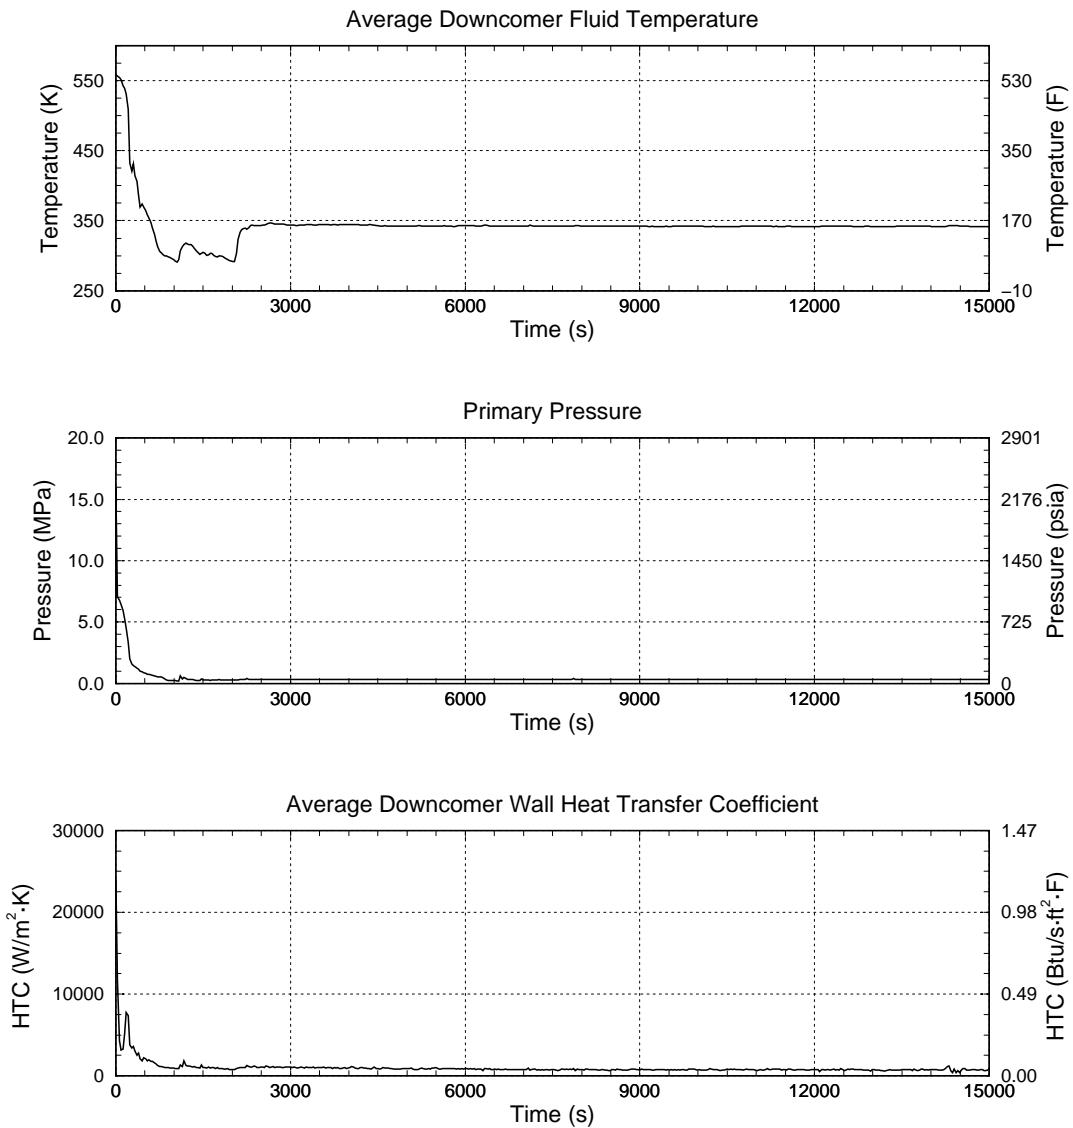 Average Downcomer Fluid Temperature
Temperature (K)
550
450
350
250
530
350
170
−10
Temperature (F)
0 3000 6000 9000 12000 15000
Time (s)
Primary Pressure
Pressure (MPa)
20.0
15.0
10.0
5.0
0.0
2901
2176
1450
725
0
Pressure (psia)
0 3000 6000 9000 12000 15000
Time (s)
Average Downcomer Wall Heat Transfer Coefficient
HTC (W/m²·K)
30000
20000
10000
0
1.47
0.98
0.49
0.00
HTC (Btu/s·ft²·F)
0 3000 6000 9000 12000 15000
Time (s)